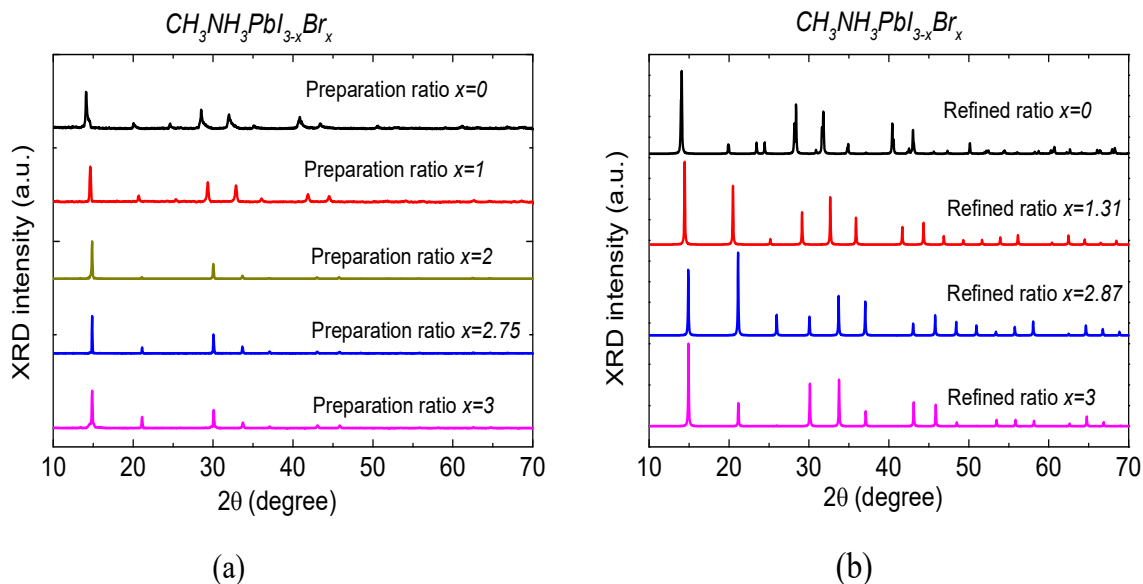 CH₃NH₃PbI₃₋ₓBrₓ
XRD intensity (a.u.)
Preparation ratio x=0
Preparation ratio x=1
Preparation ratio x=2
Preparation ratio x=2.75
Preparation ratio x=3
10 20 30 40 50 60 70
2θ (degree)
(a)
CH₃NH₃PbI₃₋ₓBrₓ
XRD intensity (a.u.)
Refined ratio x=0
Refined ratio x=1.31
Refined ratio x=2.87
Refined ratio x=3
10 20 30 40 50 60 70
2θ (degree)
(b)